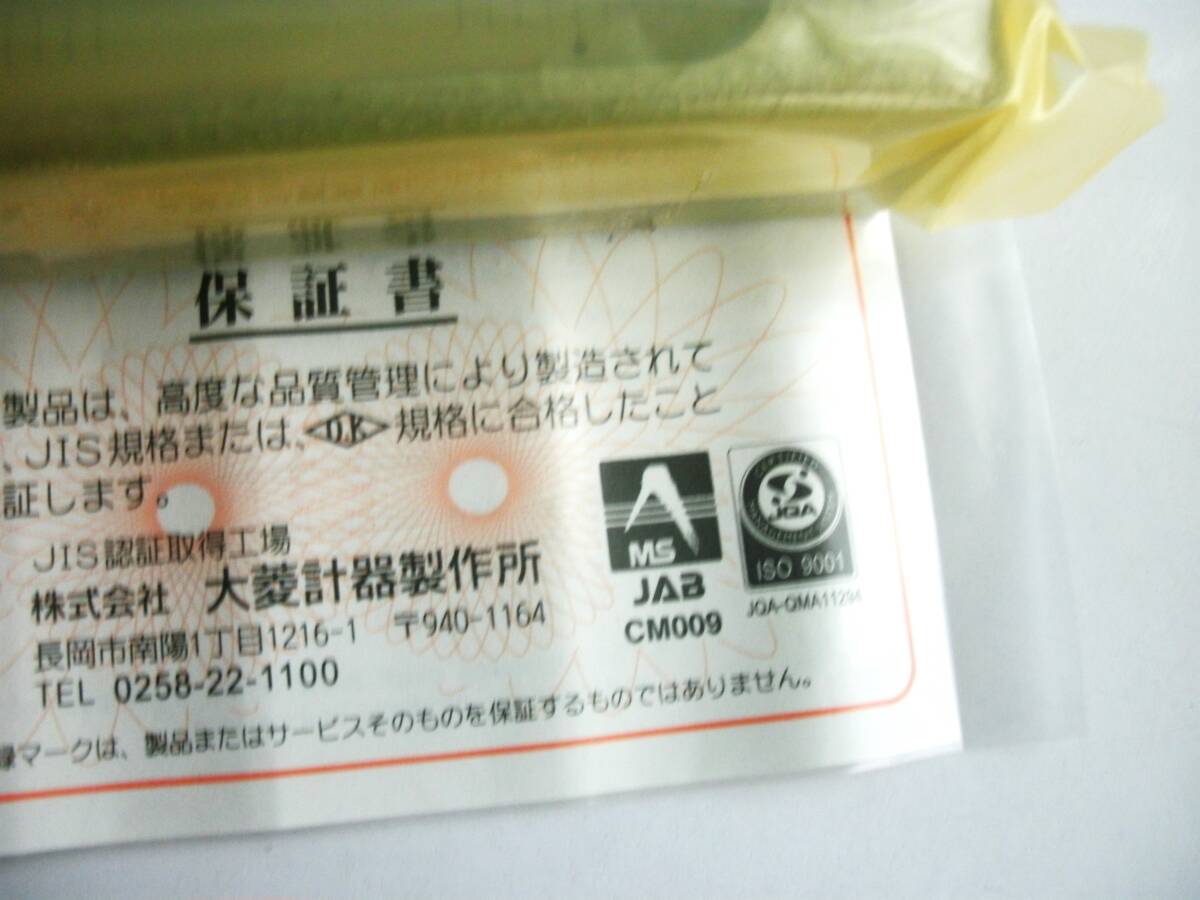 保証書
製品は、高度な品質管理により製造されて
、JIS規格または、<O.K>規格に合格したこと
証します。
JIS認証取得工場
株式会社 大菱計器製作所
長岡市南陽1丁目1216-1 〒940-1164
TEL 0258-22-1100
録マークは、製品またはサービスそのものを保証するものではありません。
MS
JAB
CM009
CERTIFIED
JQA
MANAGEMENT
ISO 9001
JQA-QMA11294